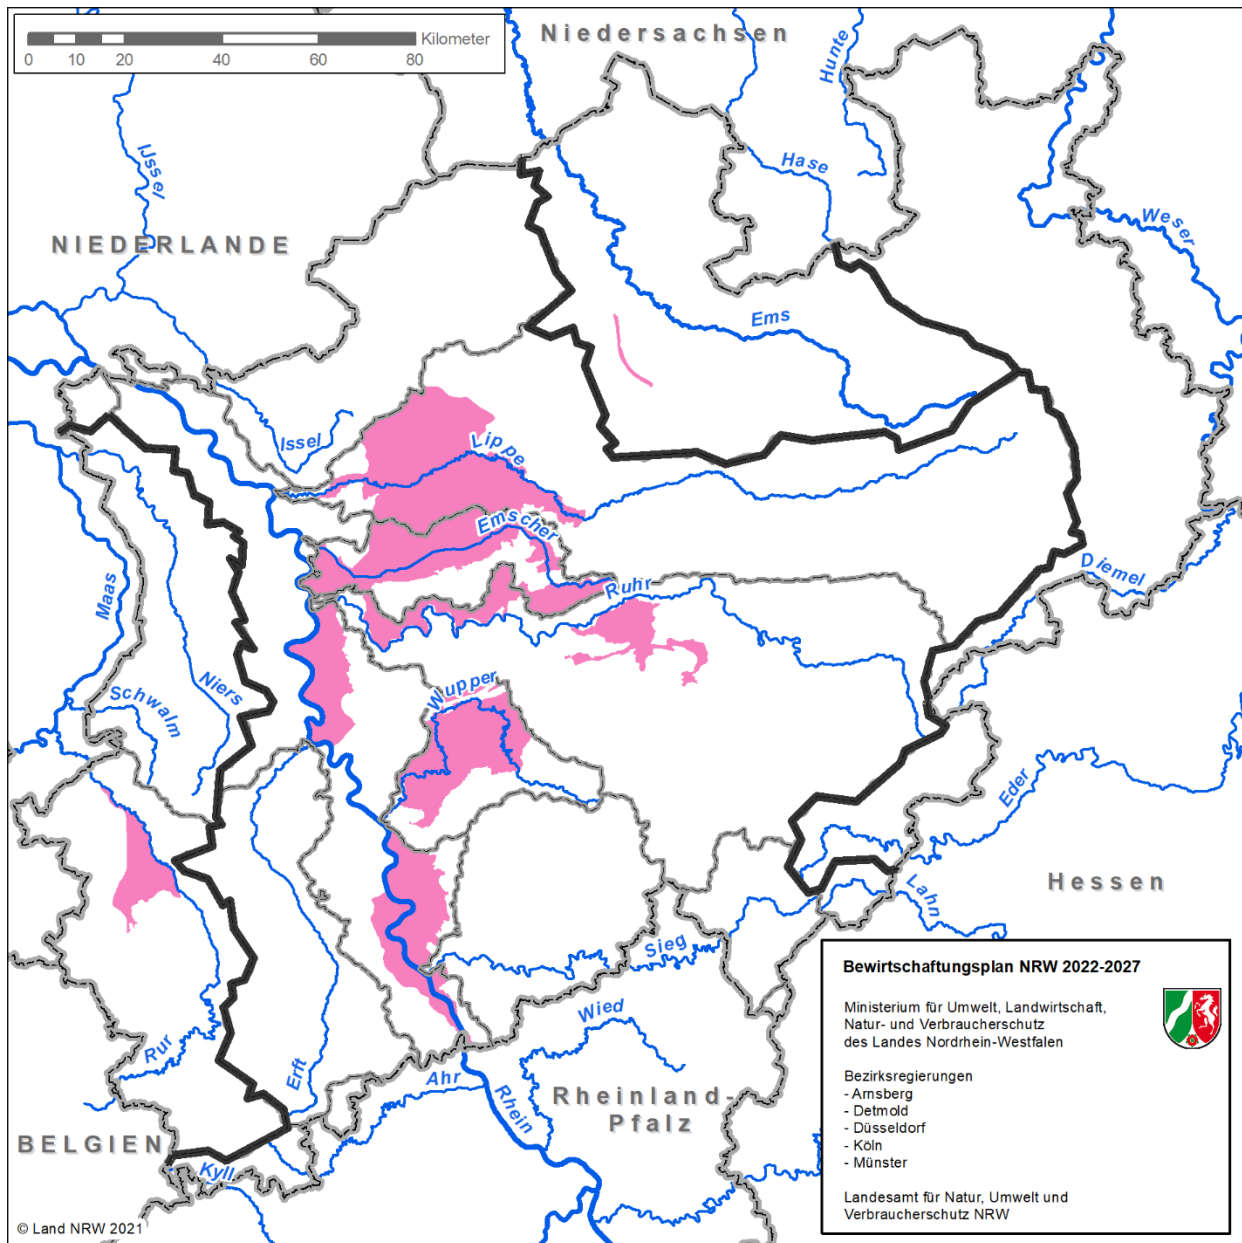 Kilometer
0 10 20 40 60 80
Niedersachsen
Hunte
IJssel
Hase
NIEDERLANDE
Weser
Ems
Issel
Lippe
Emscher
Ruhr
Diemel
Maas
Niers
Schwalm
Wupper
Eder
Hessen
Lahn
Sieg
Wied
Rur
Erft
Ahr
Rhein
Rheinland-
Pfalz
BELGIEN
Kyll
Bewirtschaftungsplan NRW 2022-2027
Ministerium für Umwelt, Landwirtschaft,
Natur- und Verbraucherschutz
des Landes Nordrhein-Westfalen
Bezirksregierungen
- Arnsberg
- Detmold
- Düsseldorf
- Köln
- Münster
Landesamt für Natur, Umwelt und
Verbraucherschutz NRW
© Land NRW 2021